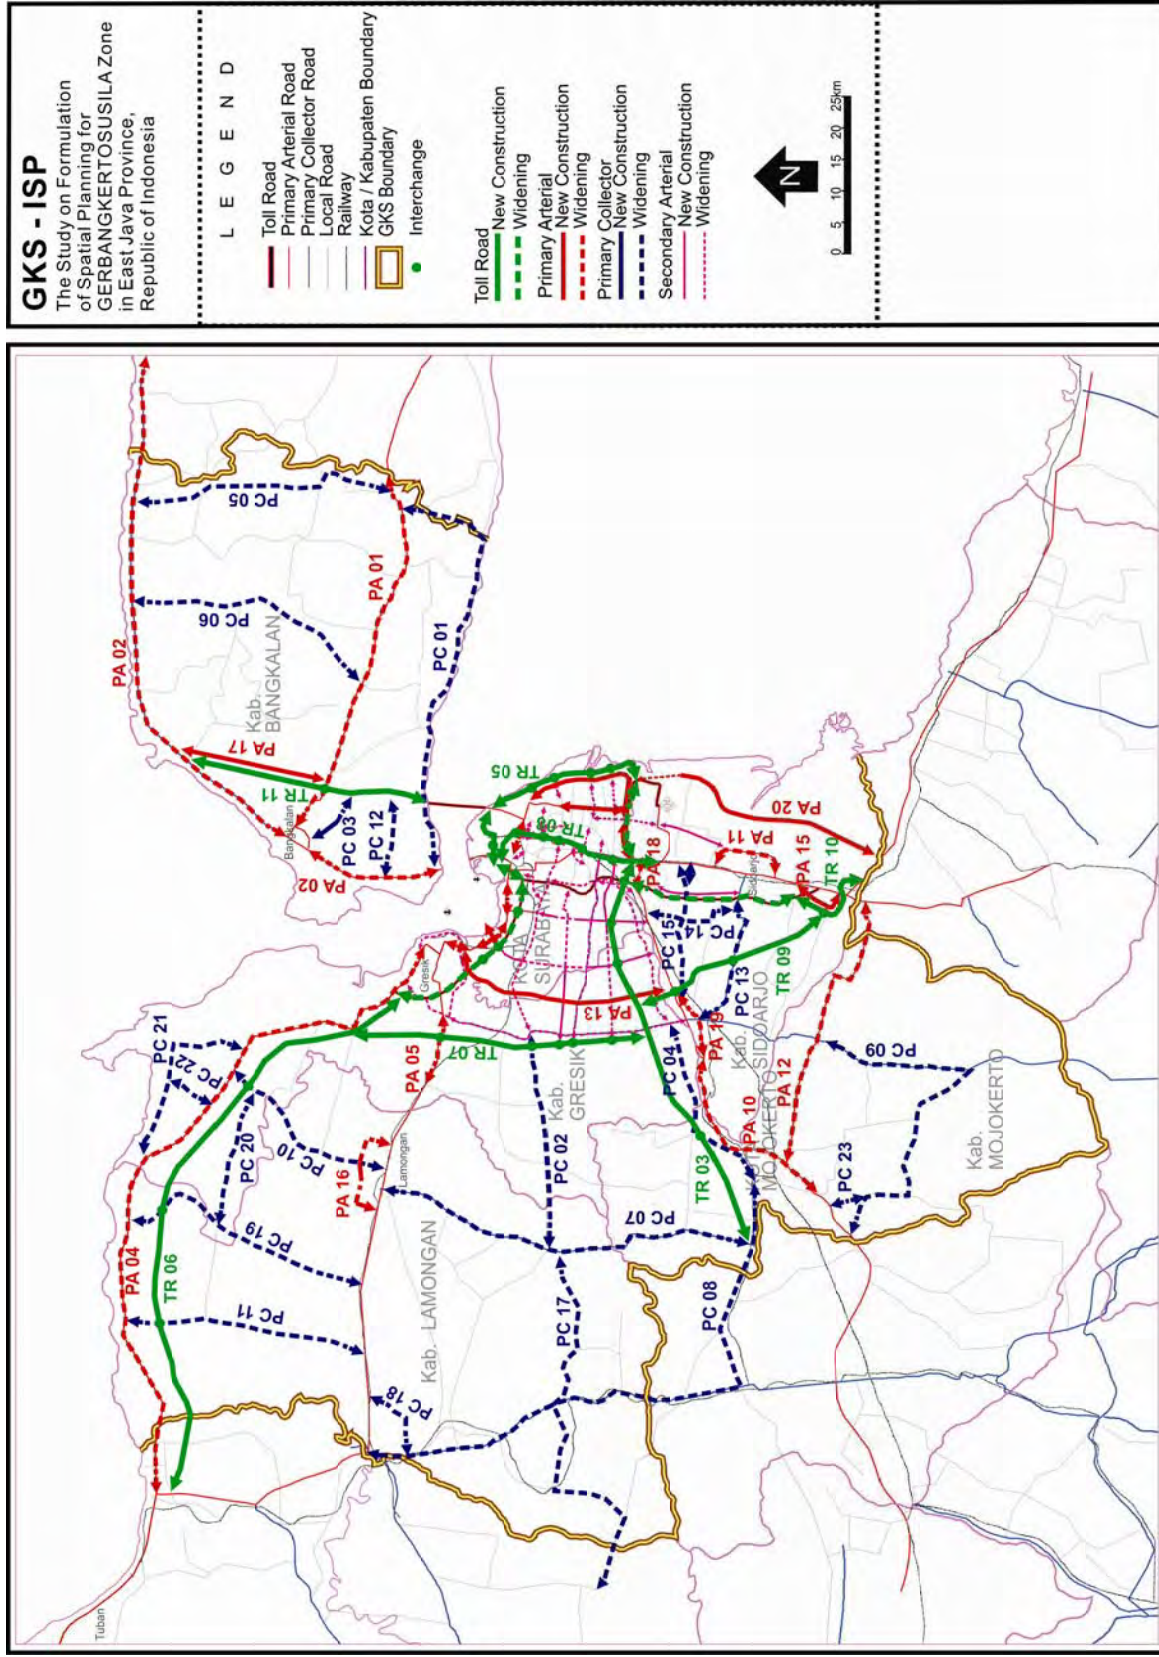 GKS - ISP
The Study on Formulation
of Spatial Planning for
GERBANGKERTOSUSILA Zone
in East Java Province,
Republic of Indonesia
L E G E N D
Toll Road
Primary Arterial Road
Primary Collector Road
Local Road
Railway
Kota / Kabupaten Boundary
GKS Boundary
Interchange
Toll Road
New Construction
Widening
Primary Arterial
New Construction
Widening
Primary Collector
New Construction
Widening
Secondary Arterial
New Construction
Widening
N
0 5 10 15 20 25km
Tuban
PA 04
TR 06
PC 11
PC 19
PC 20
PC 10
PC 22
PC 21
PA 16
Lamongan
PC 18
Kab. LAMONGAN
PA 05
TR 07
Gresik
PC 17
PC 02
PC 07
PC 08
Kab.
GRESIK
KOTA
SURABAYA
PA 13
TR 03
PC 04
PA 10
PA 19
PA 12
KOTA
MOJOKERTO
Kab.
SIDOARJO
PC 23
PC 09
Kab.
MOJOKERTO
PC 13
PC 14
PC 15
TR 09
TR 10
PA 15
PA 11
Sidoarjo
PA 18
PA 20
TR 05
TR 08
PA 02
Bangkalan
PC 03
PC 12
TR 11
PA 17
Kab.
BANGKALAN
PA 02
PC 06
PC 05
PA 01
PC 01